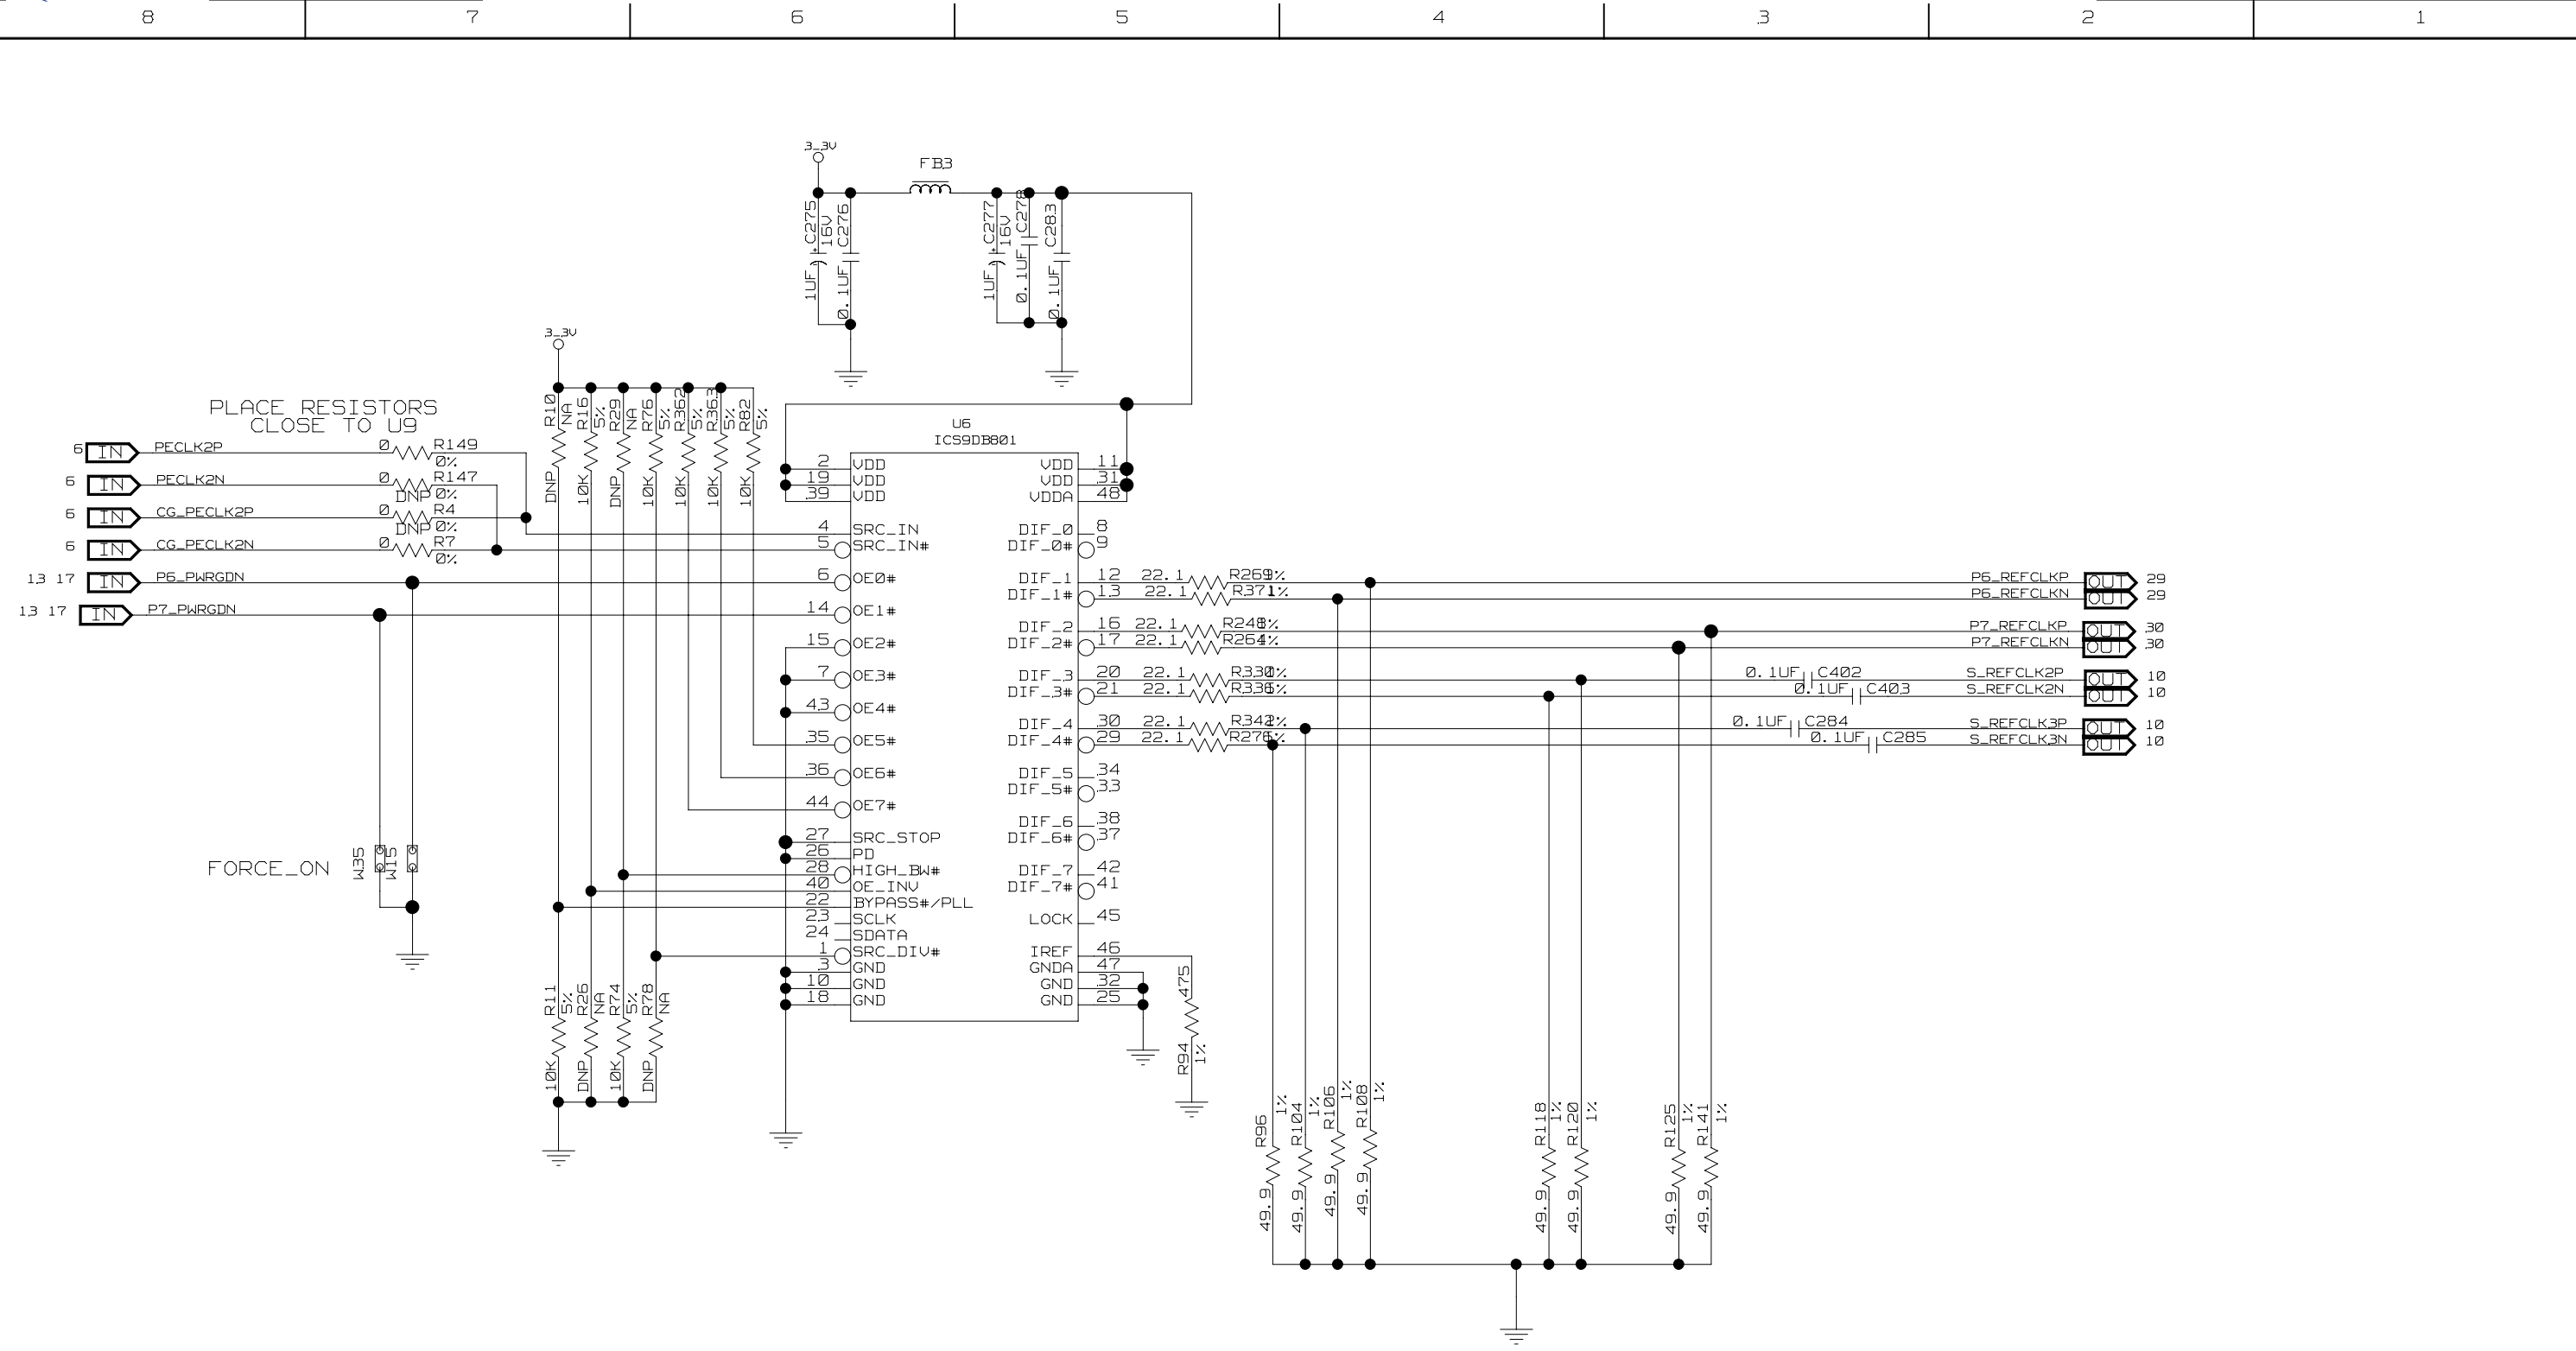 8 7 6 5 4 3 2 1
3_3V
FB3
C275
16V
1UF
C276
0.1UF
C277
16V
1UF
C278
0.1UF
C283
0.1UF
3_3V
PLACE RESISTORS
CLOSE TO U9
R10
NA
DNP
R16
5%
10K
R29
NA
DNP
R76
5%
10K
R362
5%
10K
R363
5%
10K
R82
5%
10K
U6
ICS9DB801
6 IN PECLK2P 0 R149
0%
6 IN PECLK2N 0 R147
DNP 0%
6 IN CG_PECLK2P 0 R4
DNP 0%
6 IN CG_PECLK2N 0 R7
0%
13 17 IN P6_PWRGDN
13 17 IN P7_PWRGDN
2 VDD
19 VDD
39 VDD
4 SRC_IN
5 SRC_IN#
6 OE0#
14 OE1#
15 OE2#
7 OE3#
43 OE4#
35 OE5#
36 OE6#
44 OE7#
27 SRC_STOP
26 PD
28 HIGH_BW#
40 OE_INV
22 BYPASS#/PLL
23 SCLK
24 SDATA
1 SRC_DIV#
3 GND
10 GND
18 GND
VDD 11
VDD 31
VDDA 48
DIF_0 8
DIF_0# 9
DIF_1 12 22.1 R269 1% P6_REFCLKP OUT 29
DIF_1# 13 22.1 R371 1% P6_REFCLKN OUT 29
DIF_2 16 22.1 1% P7_REFCLKP OUT 30
DIF_2# 17 22.1 R264 1% P7_REFCLKN OUT 30
DIF_3 20 22.1 R330 1% 0.1UF C402 S_REFCLK2P OUT 10
DIF_3# 21 22.1 1% 0.1UF C403 S_REFCLK2N OUT 10
DIF_4 30 22.1 R342 1% 0.1UF C284 S_REFCLK3P OUT 10
DIF_4# 29 22.1 0.1UF C285 S_REFCLK3N OUT 10
DIF_5 34
DIF_5# 33
DIF_6 38
DIF_6# 37
DIF_7 42
DIF_7# 41
LOCK 45
IREF 46
GNDA 47
GND 32
GND 25
FORCE_ON
W35
W15
R11
5%
10K
R26
NA
DNP
R74
5%
10K
R78
NA
DNP
475
R94
1%
R96
1%
49.9
R104
1%
49.9
R106
1%
49.9
R108
1%
49.9
R118
1%
49.9
R120
1%
49.9
R125
1%
49.9
R141
1%
49.9